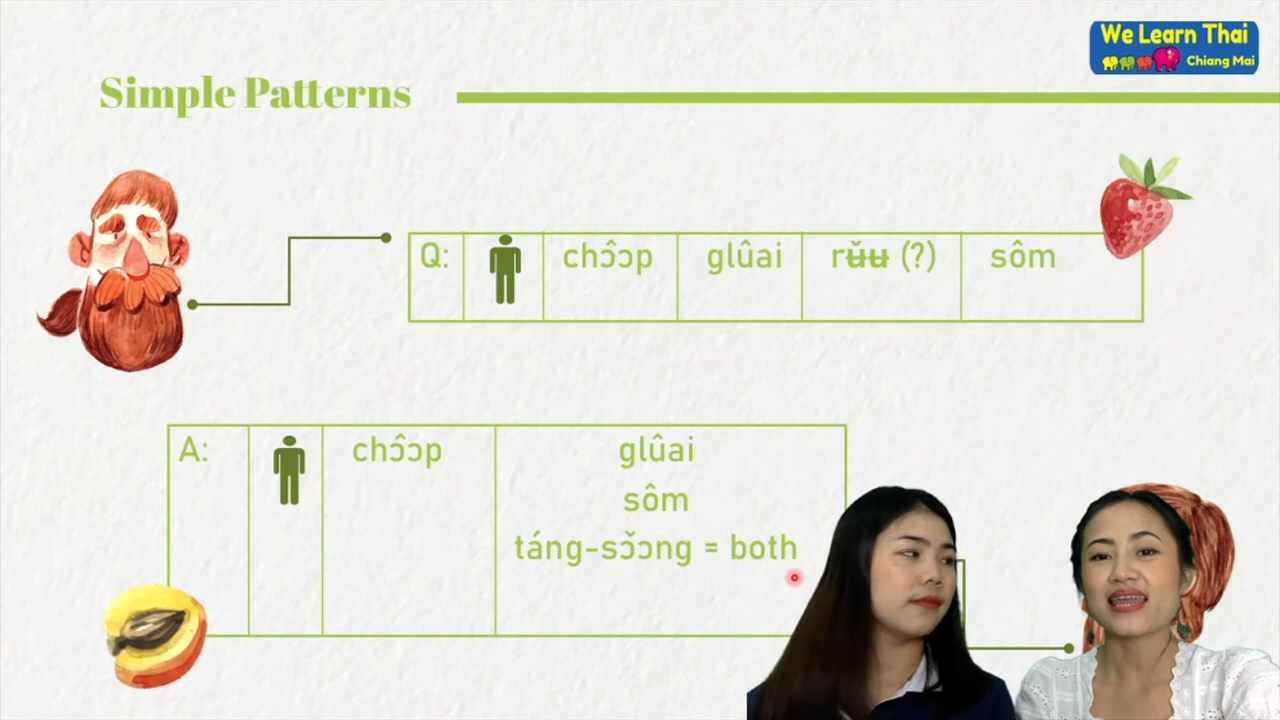 We Learn Thai
Chiang Mai
Simple Patterns
Q: chɔ̂ɔp glûai rʉ̌ʉ (?) sôm
A: chɔ̂ɔp glûai
sôm
táng-sɔ̌ɔng = both